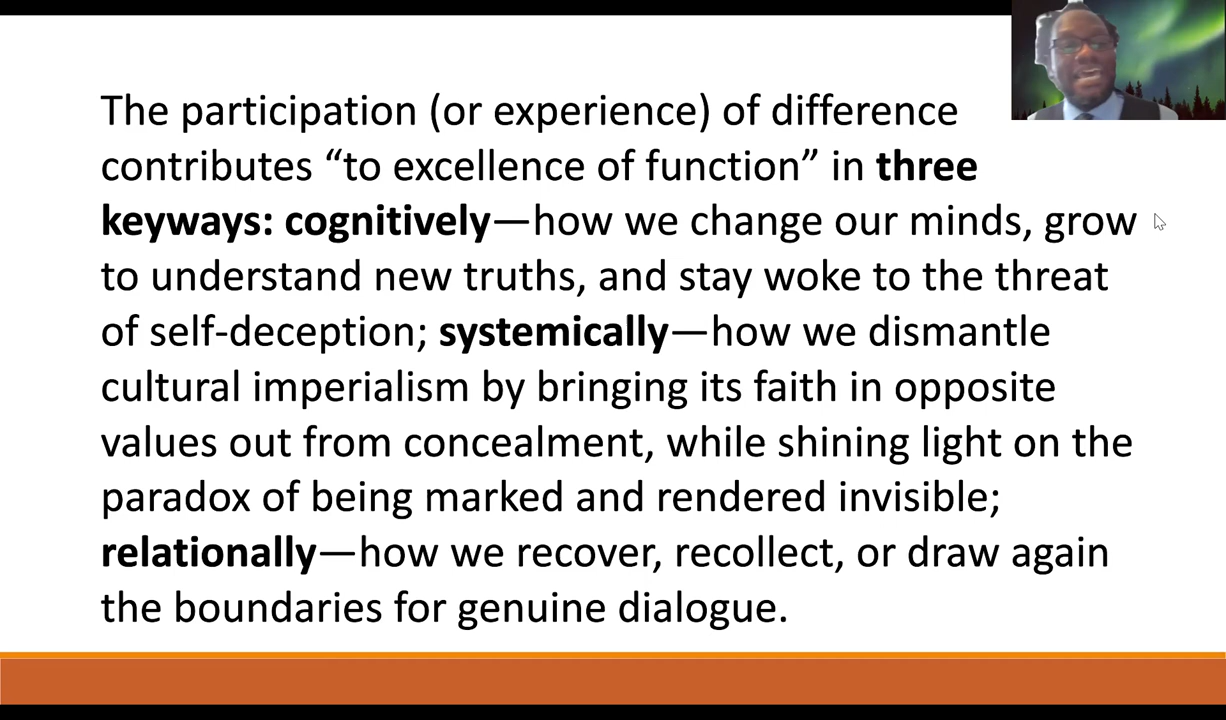 The participation (or experience) of difference
contributes “to excellence of function” in three
keyways: cognitively—how we change our minds, grow
to understand new truths, and stay woke to the threat
of self-deception; systemically—how we dismantle
cultural imperialism by bringing its faith in opposite
values out from concealment, while shining light on the
paradox of being marked and rendered invisible;
relationally—how we recover, recollect, or draw again
the boundaries for genuine dialogue.